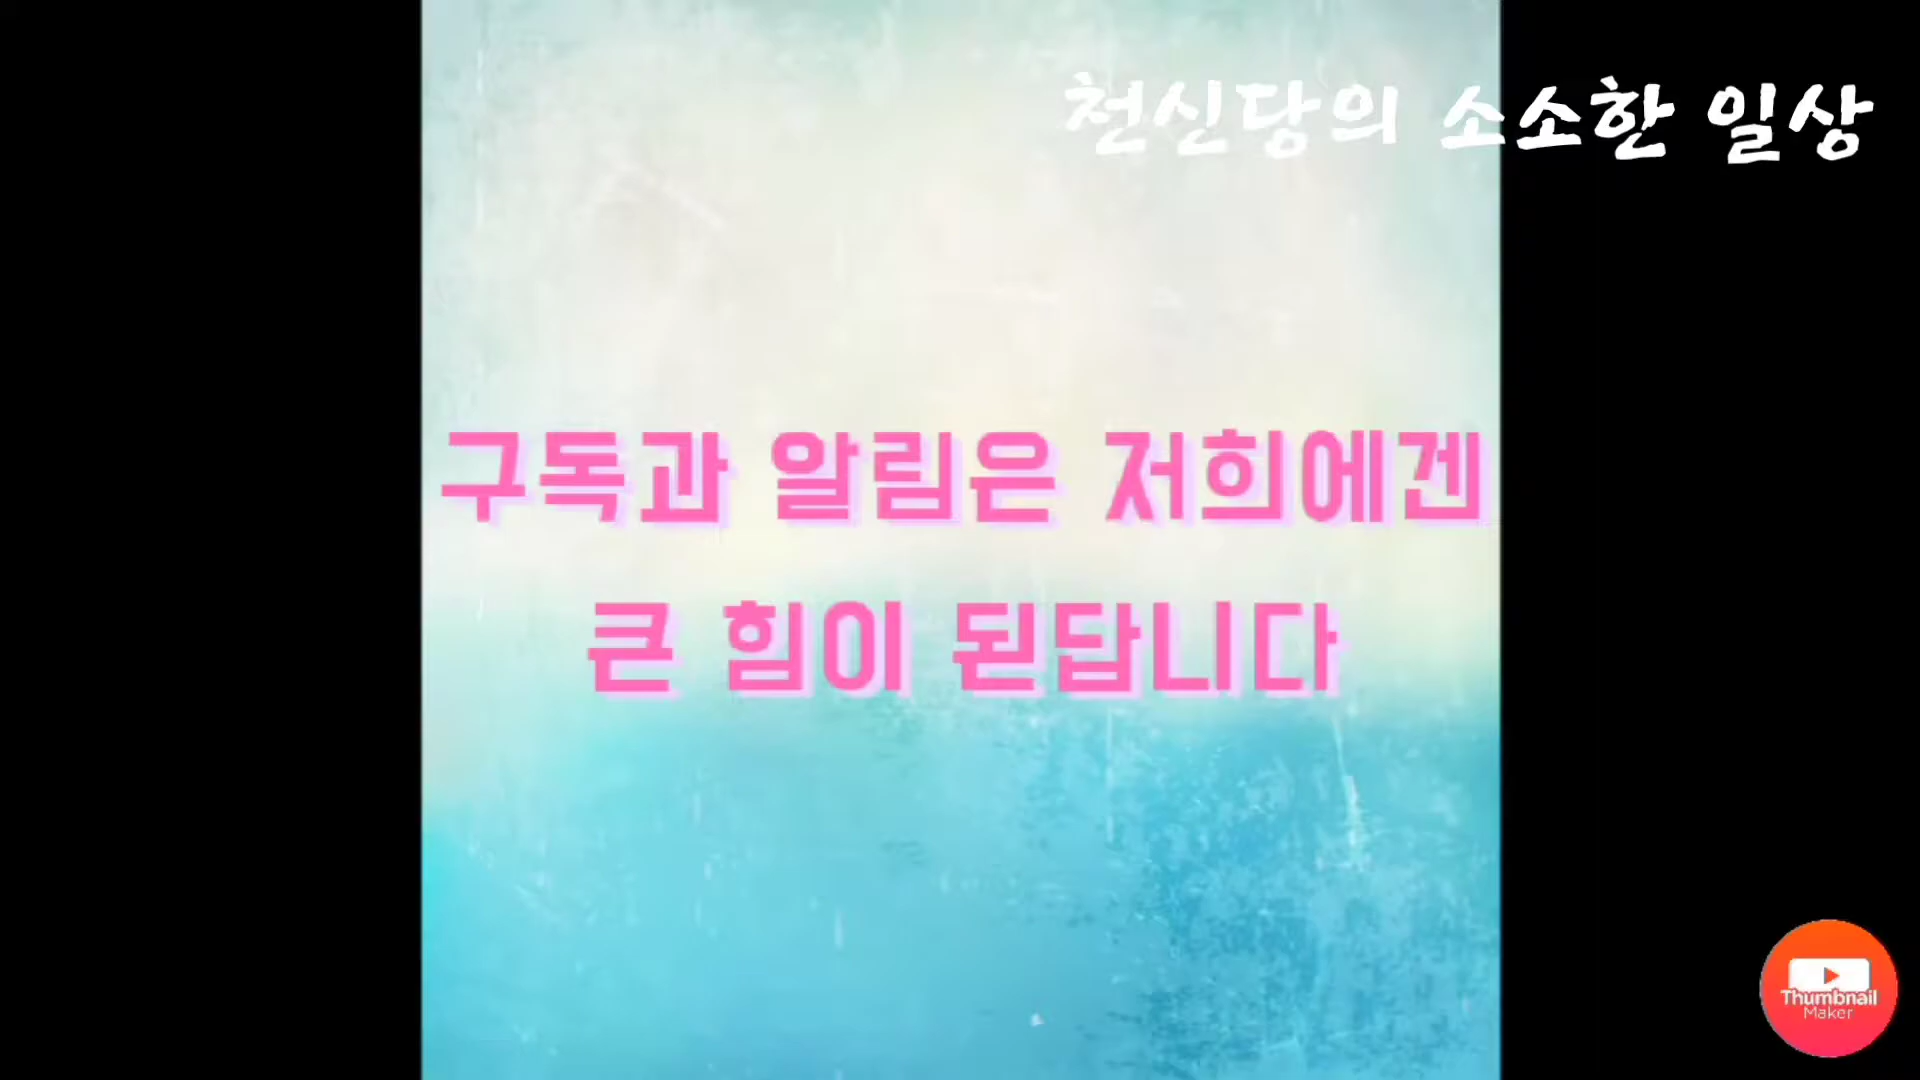 천신당의 소소한 일상
구독과 알림은 저희에겐
큰 힘이 된답니다
Thumbnail
Maker